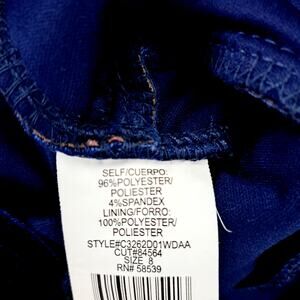 SELF/CUERPO:
96%POLYESTER/
POLIESTER
4%SPANDEX
LINING/FORRO:
100%POLYESTER/
POLIESTER
STYLE#C3262D01WDAA
CUT#84564
SIZE 8
RN# 58539